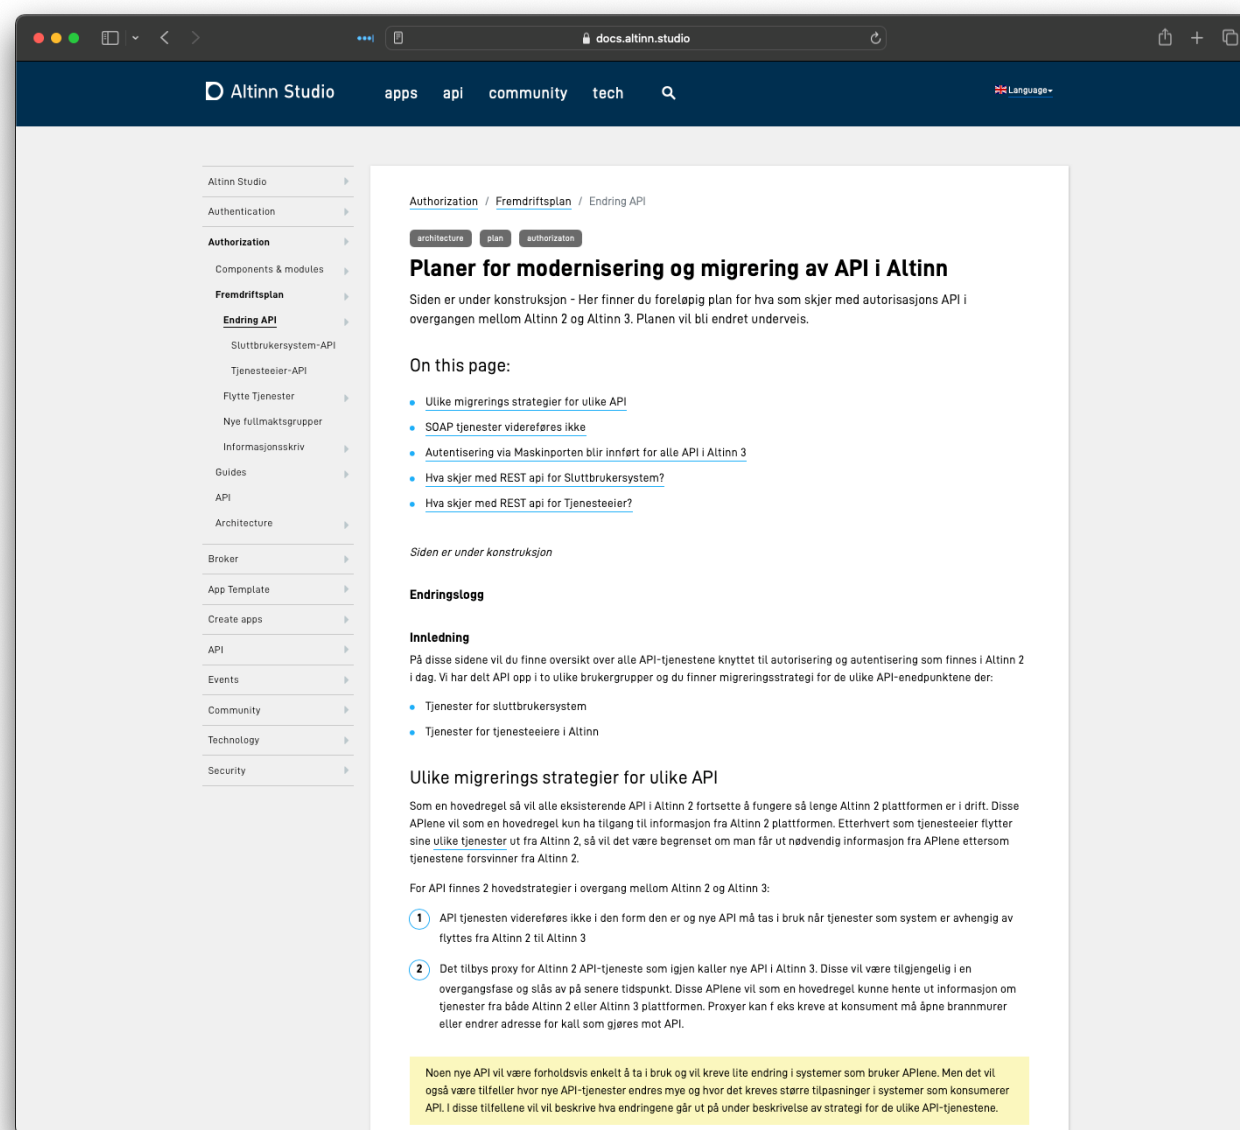 docs.altinn.studio
Altinn Studio
apps api community tech
Language
Altinn Studio
Authentication
Authorization
Components & modules
Fremdriftsplan
Endring API
Sluttbrukersystem-API
Tjenesteeier-API
Flytte Tjenester
Nye fullmaktsgrupper
Informasjonsskriv
Guides
API
Architecture
Broker
App Template
Create apps
API
Events
Community
Technology
Security
Authorization / Fremdriftsplan / Endring API
architecture plan authorizaton
Planer for modernisering og migrering av API i Altinn
Siden er under konstruksjon - Her finner du foreløpig plan for hva som skjer med autorisasjons API i
overgangen mellom Altinn 2 og Altinn 3. Planen vil bli endret underveis.
On this page:
Ulike migrerings strategier for ulike API
SOAP tjenester videreføres ikke
Autentisering via Maskinporten blir innført for alle API i Altinn 3
Hva skjer med REST api for Sluttbrukersystem?
Hva skjer med REST api for Tjenesteeier?
Siden er under konstruksjon
Endringslogg
Innledning
På disse sidene vil du finne oversikt over alle API-tjenestene knyttet til autorisering og autentisering som finnes i Altinn 2
i dag. Vi har delt API opp i to ulike brukergrupper og du finner migreringsstrategi for de ulike API-enedpunktene der:
Tjenester for sluttbrukersystem
Tjenester for tjenesteeiere i Altinn
Ulike migrerings strategier for ulike API
Som en hovedregel så vil alle eksisterende API i Altinn 2 fortsette å fungere så lenge Altinn 2 plattformen er i drift. Disse
APIene vil som en hovedregel kun ha tilgang til informasjon fra Altinn 2 plattformen. Etterhvert som tjenesteeier flytter
sine ulike tjenester ut fra Altinn 2, så vil det være begrenset om man får ut nødvendig informasjon fra APIene ettersom
tjenestene forsvinner fra Altinn 2.
For API finnes 2 hovedstrategier i overgang mellom Altinn 2 og Altinn 3:
1 API tjenesten videreføres ikke i den form den er og nye API må tas i bruk når tjenester som system er avhengig av
flyttes fra Altinn 2 til Altinn 3
2 Det tilbys proxy for Altinn 2 API-tjeneste som igjen kaller nye API i Altinn 3. Disse vil være tilgjengelig i en
overgangsfase og slås av på senere tidspunkt. Disse APIene vil som en hovedregel kunne hente ut informasjon om
tjenester fra både Altinn 2 eller Altinn 3 plattformen. Proxyer kan f eks kreve at konsument må åpne brannmurer
eller endrer adresse for kall som gjøres mot API.
Noen nye API vil være forholdsvis enkelt å ta i bruk og vil kreve lite endring i systemer som bruker APIene. Men det vil
også være tilfeller hvor nye API-tjenester endres mye og hvor det kreves større tilpasninger i systemer som konsumerer
API. I disse tilfellene vil vil beskrive hva endringene går ut på under beskrivelse av strategi for de ulike API-tjenestene.